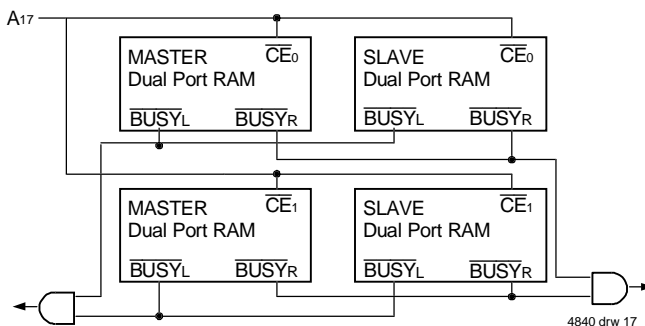 A17
MASTER CE0
Dual Port RAM
BUSYL BUSYR
SLAVE CE0
Dual Port RAM
BUSYL BUSYR
MASTER CE1
Dual Port RAM
BUSYL BUSYR
SLAVE CE1
Dual Port RAM
BUSYL BUSYR
4840 drw 17